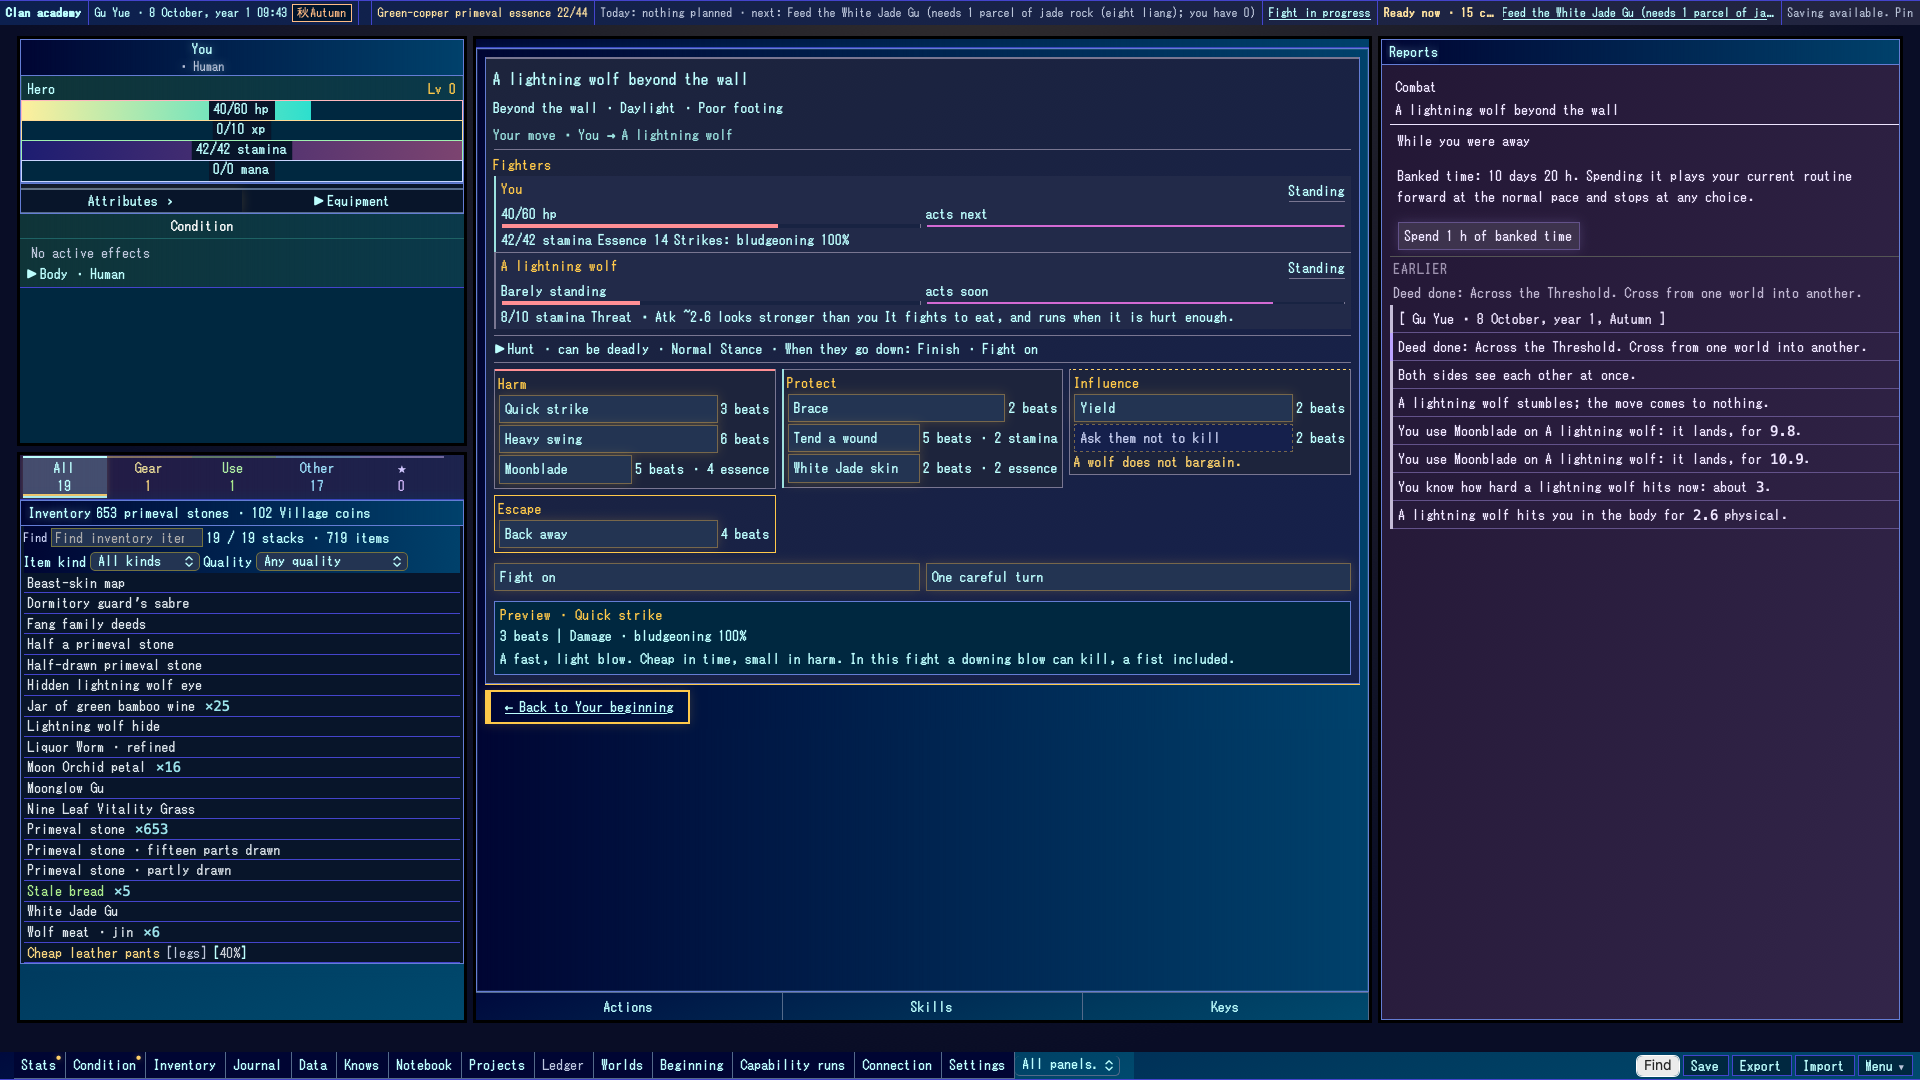 Clan academy Gu Yue · 8 October, year 1 09:43 秋Autumn Green-copper primeval essence 22/44 Today: nothing planned · next: Feed the White Jade Gu (needs 1 parcel of jade rock (eight liang); you have 0) Fight in progress Ready now · 15 c… Feed the White Jade Gu (needs 1 parcel of ja… Saving available. Pin
You
· Human
Hero Lv 0
40/60 hp
0/10 xp
42/42 stamina
0/0 mana
Attributes › ▶Equipment
Condition
No active effects
▶Body · Human
All Gear Use Other ★
19 1 1 17 0
Inventory 653 primeval stones · 102 Village coins
Find Find inventory iter 19 / 19 stacks · 719 items
Item kind All kinds Quality Any quality
Beast-skin map
Dormitory guard's sabre
Fang family deeds
Half a primeval stone
Half-drawn primeval stone
Hidden lightning wolf eye
Jar of green bamboo wine ×25
Lightning wolf hide
Liquor Worm · refined
Moon Orchid petal ×16
Moonglow Gu
Nine Leaf Vitality Grass
Primeval stone ×653
Primeval stone · fifteen parts drawn
Primeval stone · partly drawn
Stale bread ×5
White Jade Gu
Wolf meat · jin ×6
Cheap leather pants [legs] [40%]
A lightning wolf beyond the wall
Beyond the wall · Daylight · Poor footing
Your move · You → A lightning wolf
Fighters
You Standing
40/60 hp acts next
42/42 stamina Essence 14 Strikes: bludgeoning 100%
A lightning wolf Standing
Barely standing acts soon
8/10 stamina Threat · Atk ~2.6 looks stronger than you It fights to eat, and runs when it is hurt enough.
▶Hunt · can be deadly · Normal Stance · When they go down: Finish · Fight on
Harm
Quick strike 3 beats
Heavy swing 6 beats
Moonblade 5 beats · 4 essence
Protect
Brace 2 beats
Tend a wound 5 beats · 2 stamina
White Jade skin 2 beats · 2 essence
Influence
Yield 2 beats
Ask them not to kill 2 beats
A wolf does not bargain.
Escape
Back away 4 beats
Fight on One careful turn
Preview · Quick strike
3 beats | Damage · bludgeoning 100%
A fast, light blow. Cheap in time, small in harm. In this fight a downing blow can kill, a fist included.
← Back to Your beginning
Actions Skills Keys
Reports
Combat
A lightning wolf beyond the wall
While you were away
Banked time: 10 days 20 h. Spending it plays your current routine
forward at the normal pace and stops at any choice.
Spend 1 h of banked time
EARLIER
Deed done: Across the Threshold. Cross from one world into another.
[ Gu Yue · 8 October, year 1, Autumn ]
Deed done: Across the Threshold. Cross from one world into another.
Both sides see each other at once.
A lightning wolf stumbles; the move comes to nothing.
You use Moonblade on A lightning wolf: it lands, for 9.8.
You use Moonblade on A lightning wolf: it lands, for 10.9.
You know how hard a lightning wolf hits now: about 3.
A lightning wolf hits you in the body for 2.6 physical.
Stats Condition Inventory Journal Data Knows Notebook Projects Ledger Worlds Beginning Capability runs Connection Settings All panels. Find Save Export Import Menu ▾